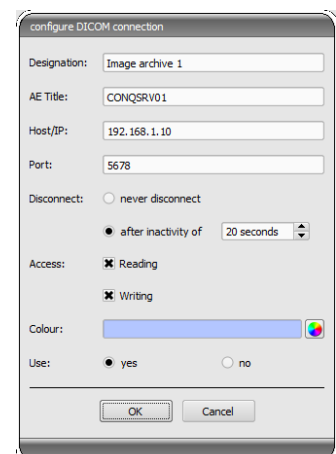 configure DICOM connection
Designation: Image archive 1
AE Title: CONQSRV01
Host/IP: 192.168.1.10
Port: 5678
Disconnect: never disconnect
after inactivity of 20 seconds
Access: Reading
Writing
Colour:
Use: yes no
OK Cancel